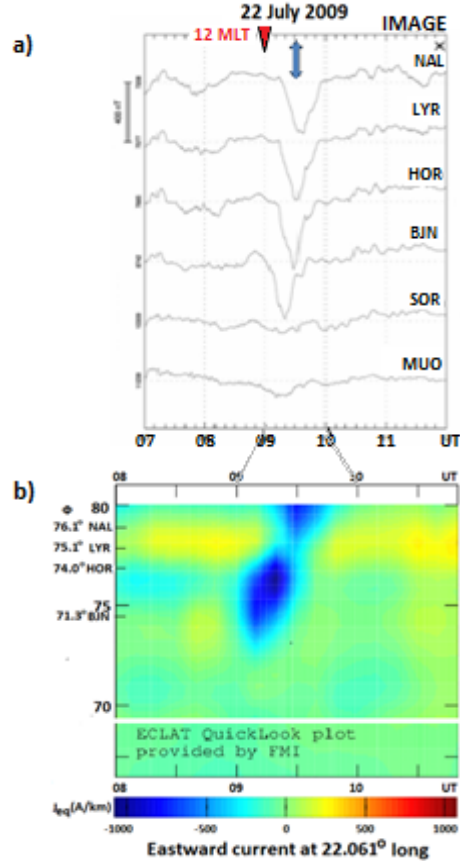 22 July 2009
a)
12 MLT
IMAGE
X
NAL
400 nT
LYR
HOR
BJN
SOR
MUO
07 08 09 10 11 UT
08 09 10 UT
b)
Φ 80
76.1° NAL
75.1° LYR
74.0° HOR
75
71.3° BJN
70
ECLAT QuickLook plot
provided by FMI
08 09 10 UT
Jeq(A/km)
-1000 -500 0 500 1000
Eastward current at 22.061° long